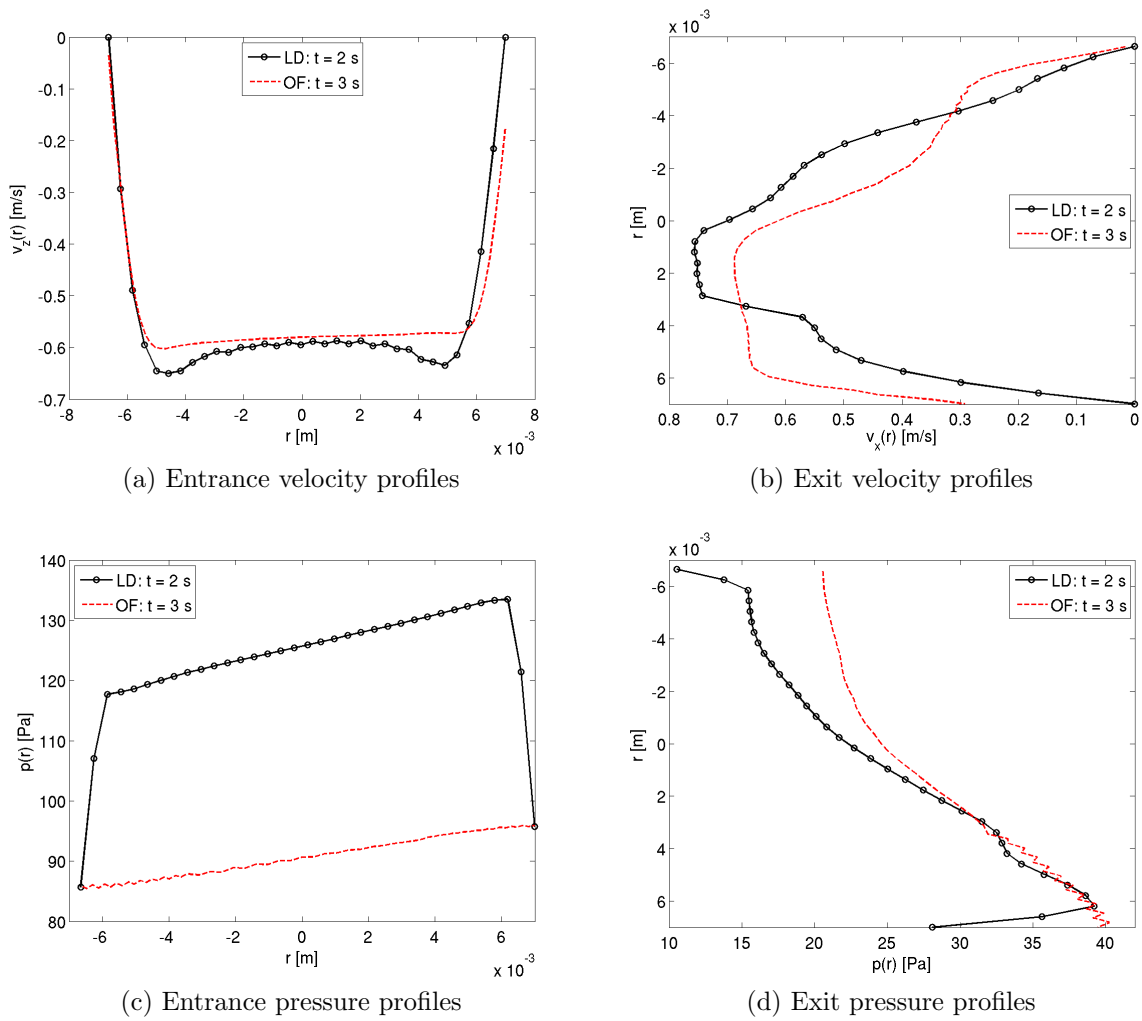 0
-0.1
-0.2
-0.3
-0.4
-0.5
-0.6
-0.7
v_z(r) [m/s]
LD: t = 2 s
OF: t = 3 s
-8 -6 -4 -2 0 2 4 6 8
r [m]
x 10^-3
(a) Entrance velocity profiles
x 10^-3
-6
-4
-2
0
2
4
6
r [m]
LD: t = 2 s
OF: t = 3 s
0.8 0.7 0.6 0.5 0.4 0.3 0.2 0.1 0
v_x(r) [m/s]
(b) Exit velocity profiles
140
130
120
110
100
90
80
p(r) [Pa]
LD: t = 2 s
OF: t = 3 s
-6 -4 -2 0 2 4 6
r [m]
x 10^-3
(c) Entrance pressure profiles
x 10^-3
-6
-4
-2
0
2
4
6
r [m]
LD: t = 2 s
OF: t = 3 s
10 15 20 25 30 35 40
p(r) [Pa]
(d) Exit pressure profiles